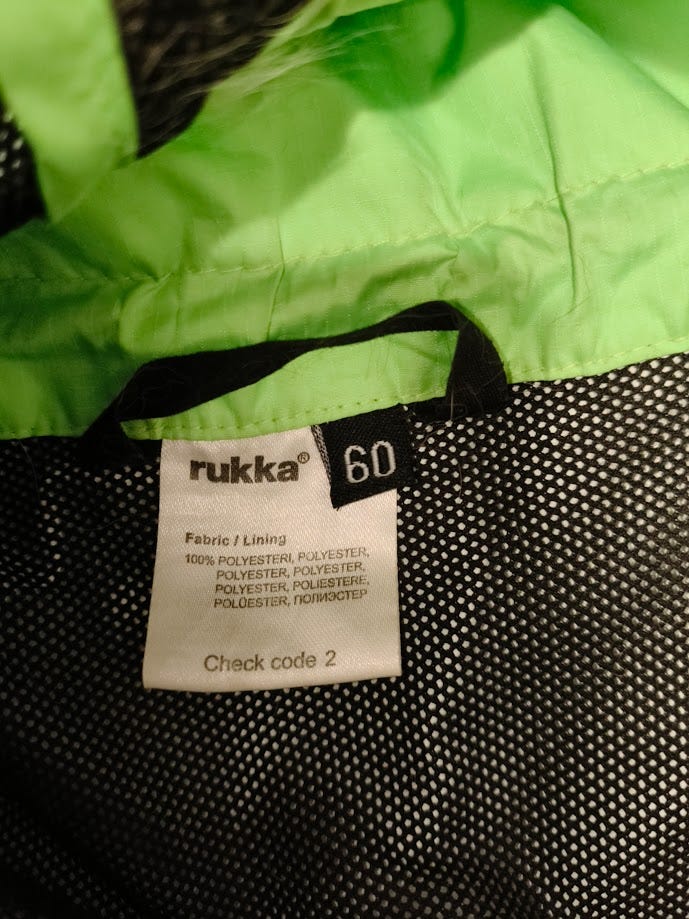 rukka®
60
Fabric / Lining
100% POLYESTERI, POLYESTER,
POLYESTER, POLYESTER,
POLYESTER, POLIESTERE,
POLÜESTER, ПОЛИЭСТЕР
Check code 2